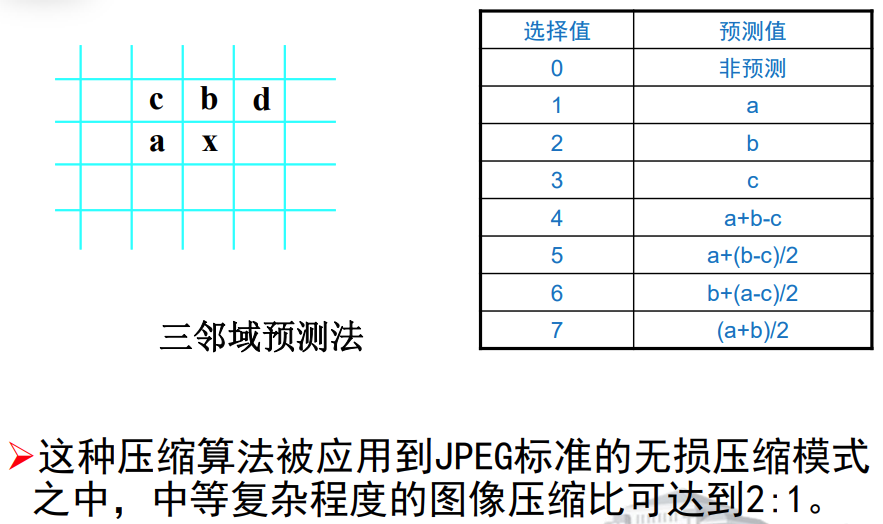 c b d
a x
三邻域预测法
选择值 预测值
0 非预测
1 a
2 b
3 c
4 a+b-c
5 a+(b-c)/2
6 b+(a-c)/2
7 (a+b)/2
这种压缩算法被应用到JPEG标准的无损压缩模式
之中，中等复杂程度的图像压缩比可达到2:1。